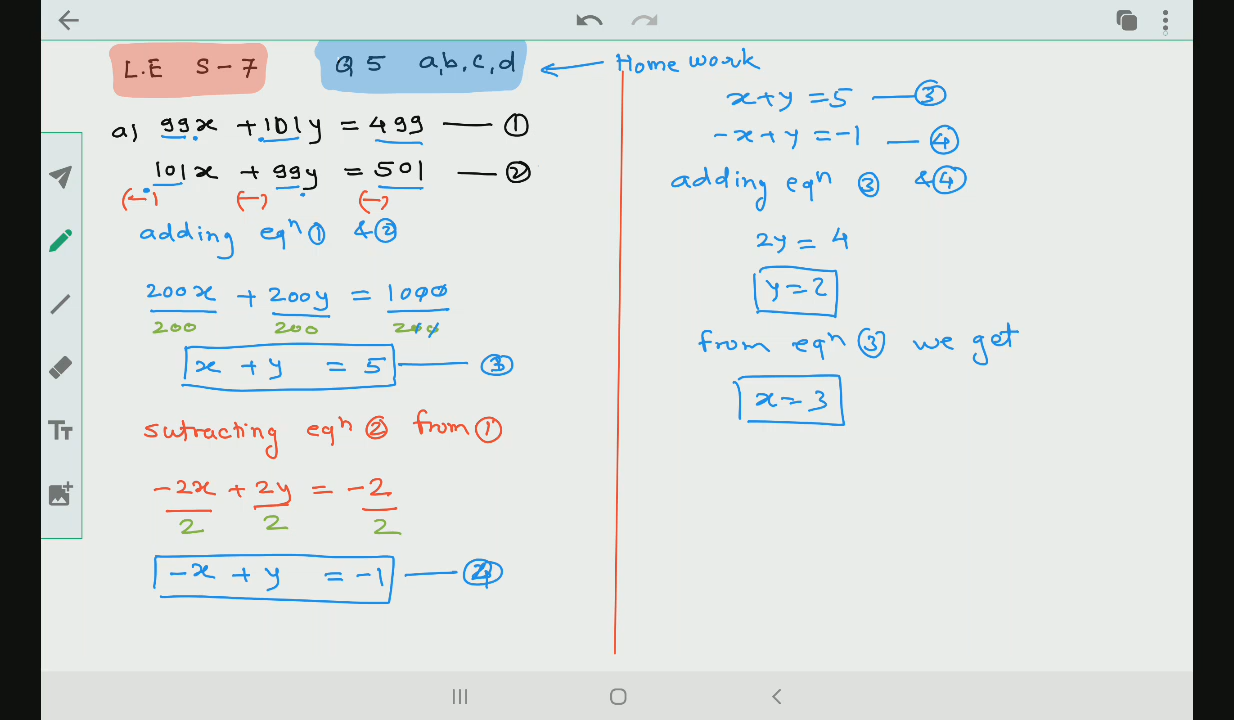 L.E S-7 Q 5 a,b,c,d Home work
a) 99x + 101y = 499 — ①
101x + 99y = 501 — ②
(-) (-) (-)
adding eqⁿ ① & ②
200x + 200y = 1000
200 200 200
x + y = 5 — ③
sutracting eqⁿ ② from ①
-2x + 2y = -2
2 2 2
-x + y = -1 — ④
x + y = 5 — ③
-x + y = -1 — ④
adding eqⁿ ③ & ④
2y = 4
y = 2
from eqⁿ ③ we get
x = 3
Tт